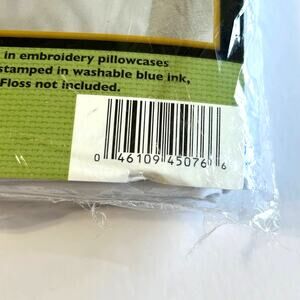 in embroidery pillowcases
stamped in washable blue ink,
Floss not included.
0 46109 45076 6